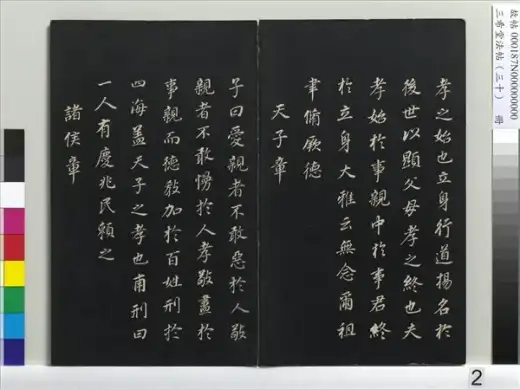 故帖 000187N000000000
三希堂法帖（三十） 冊
孝之始也立身行道揚名於
後世以顯父母孝之終也夫
孝始於事親中於事君終
於立身大雅云無念爾祖
聿脩厥德
天子章
子曰愛親者不敢惡於人敬
親者不敢慢於人孝敬盡於
事親而德教加於百姓刑於
四海蓋天子之孝也甫刑曰
一人有慶兆民賴之
諸侯章
2